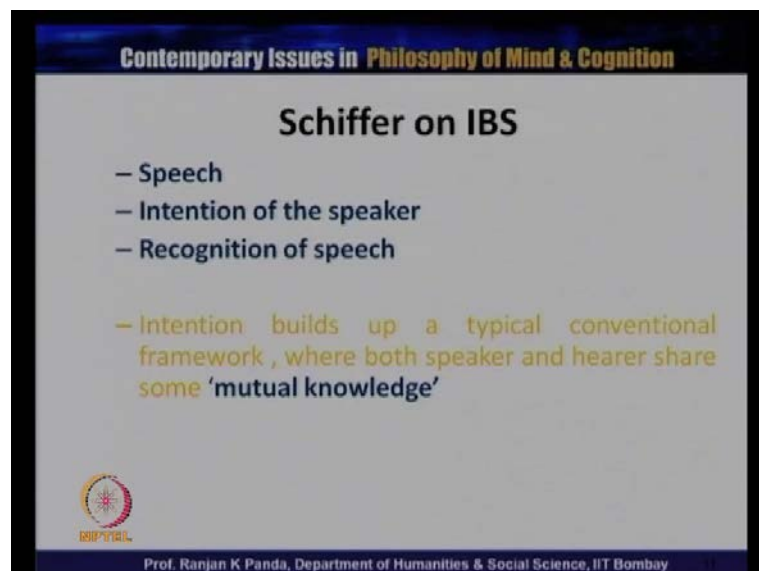 Contemporary Issues in Philosophy of Mind & Cognition
Schiffer on IBS
– Speech
– Intention of the speaker
– Recognition of speech
– Intention builds up a typical conventional
framework , where both speaker and hearer share
some ‘mutual knowledge’
NPTEL
Prof. Ranjan K Panda, Department of Humanities & Social Science, IIT Bombay